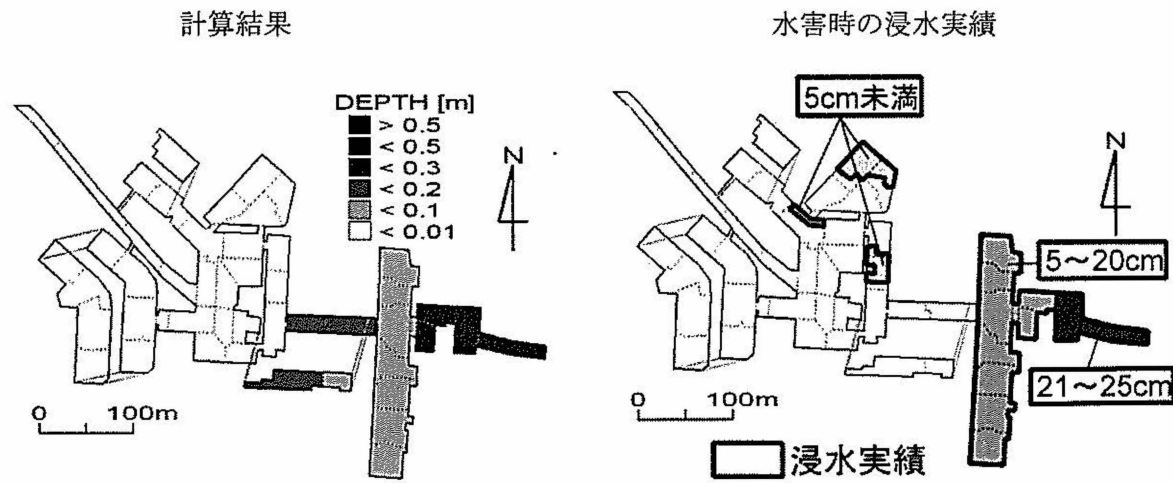 計算結果
DEPTH [m]
> 0.5
< 0.5
< 0.3
< 0.2
< 0.1
< 0.01
N
0 100m
水害時の浸水実績
5cm未満
N
5～20cm
21～25cm
0 100m
浸水実績